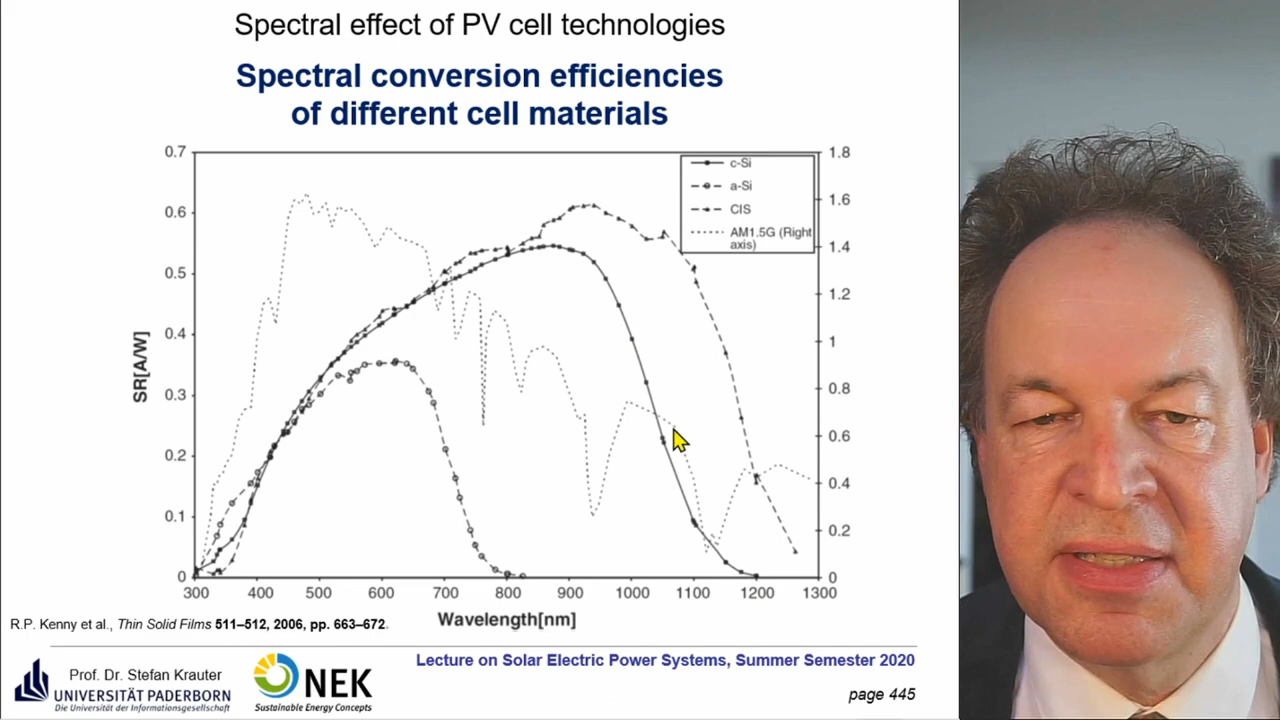 Spectral effect of PV cell technologies
Spectral conversion efficiencies
of different cell materials
0.7
0.6
0.5
0.4
0.3
0.2
0.1
0
SR[A/W]
1.8
1.6
1.4
1.2
1
0.8
0.6
0.4
0.2
0
c-Si
a-Si
CIS
AM1.5G (Right
axis)
300 400 500 600 700 800 900 1000 1100 1200 1300
Wavelength[nm]
R.P. Kenny et al., Thin Solid Films 511–512, 2006, pp. 663–672.
Prof. Dr. Stefan Krauter
UNIVERSITÄT PADERBORN
Die Universität der Informationsgesellschaft
NEK
Sustainable Energy Concepts
Lecture on Solar Electric Power Systems, Summer Semester 2020
page 445